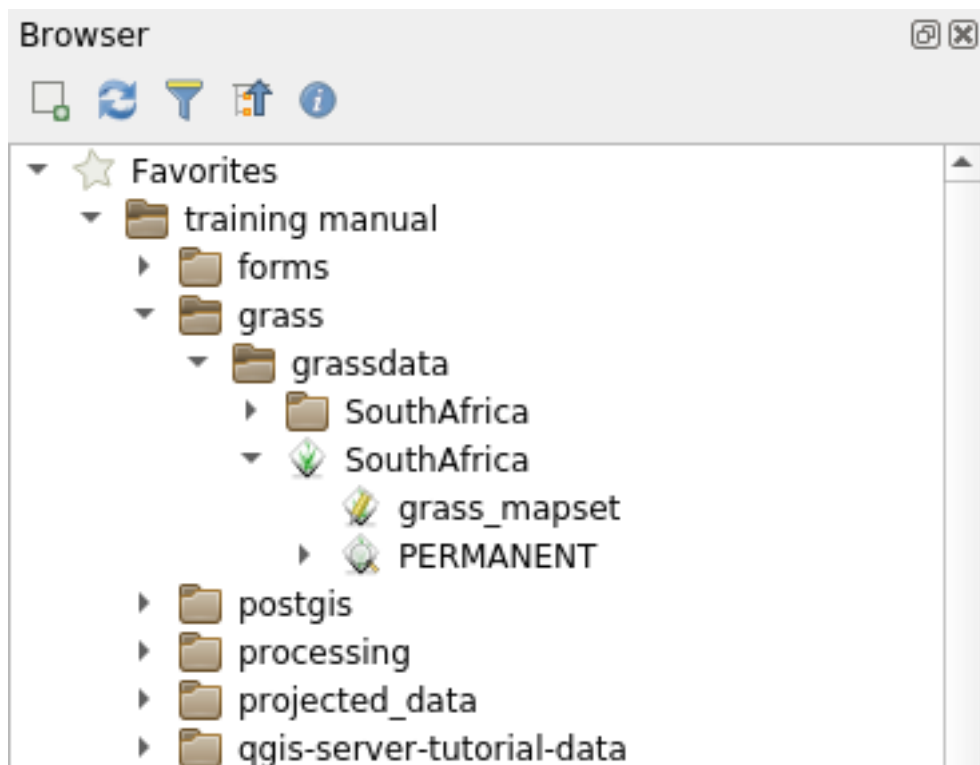 Browser
Favorites
training manual
forms
grass
grassdata
SouthAfrica
SouthAfrica
grass_mapset
PERMANENT
postgis
processing
projected_data
qgis-server-tutorial-data